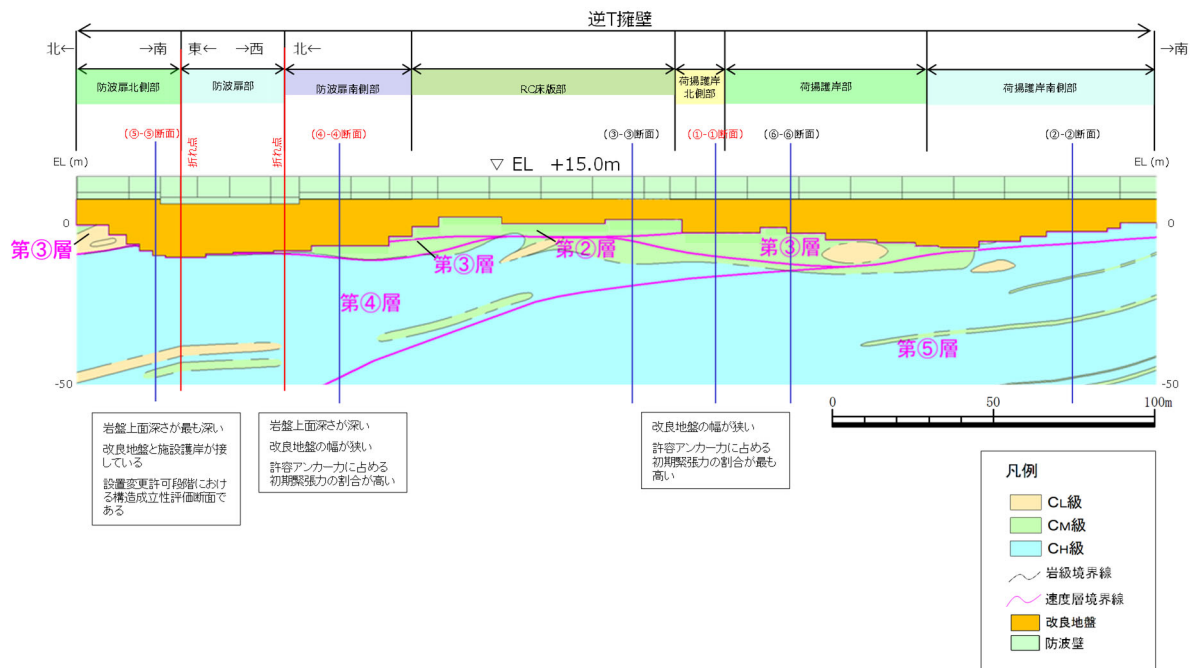 逆T擁壁
北← →南 東← →西 北← →南
防波扉北側部 防波扉部 防波扉南側部 RC床版部 荷揚護岸北側部 荷揚護岸部 荷揚護岸南側部
(⑤-⑤断面) 折れ点 折れ点 (④-④断面) (③-③断面) (①-①断面) (⑥-⑥断面) (②-②断面)
EL (m) ▽ EL +15.0m EL (m)
0 0
第③層 第③層 第②層 第③層
第④層
第⑤層
-50 -50
0 50 100m
岩盤上面深さが最も深い
改良地盤と施設護岸が接
している
設置変更許可段階におけ
る構造成立性評価断面で
ある
岩盤上面深さが深い
改良地盤の幅が狭い
許容アンカー力に占める
初期緊張力の割合が高い
改良地盤の幅が狭い
許容アンカー力に占める
初期緊張力の割合が最も
高い
凡例
CL級
CM級
CH級
岩級境界線
速度層境界線
改良地盤
防波壁